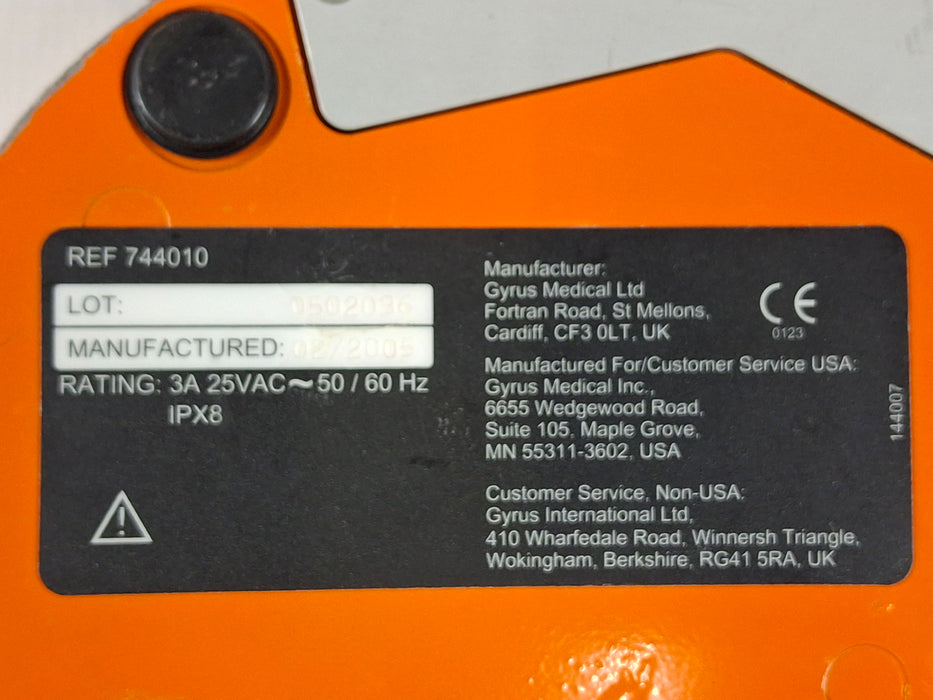 REF 744010
LOT: 0502036
MANUFACTURED: 02/2005
RATING: 3A 25VAC~50 / 60 Hz
IPX8
Manufacturer:
Gyrus Medical Ltd
Fortran Road, St Mellons,
Cardiff, CF3 0LT, UK
CE
0123
Manufactured For/Customer Service USA:
Gyrus Medical Inc.,
6655 Wedgewood Road,
Suite 105, Maple Grove,
MN 55311-3602, USA
Customer Service, Non-USA:
Gyrus International Ltd,
410 Wharfedale Road, Winnersh Triangle,
Wokingham, Berkshire, RG41 5RA, UK
144007